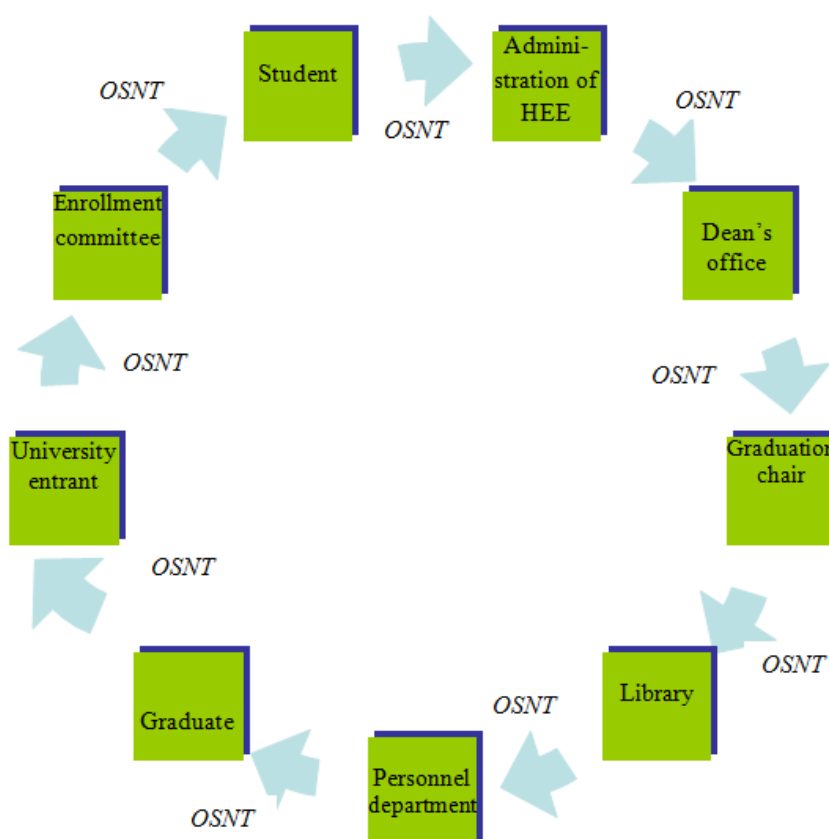 Student
Admini-
stration of
HEE
OSNT
OSNT
OSNT
Enrollment
committee
Dean’s
office
OSNT
OSNT
University
entrant
Graduation
chair
OSNT
OSNT
Library
Graduate
OSNT
Personnel
department
OSNT